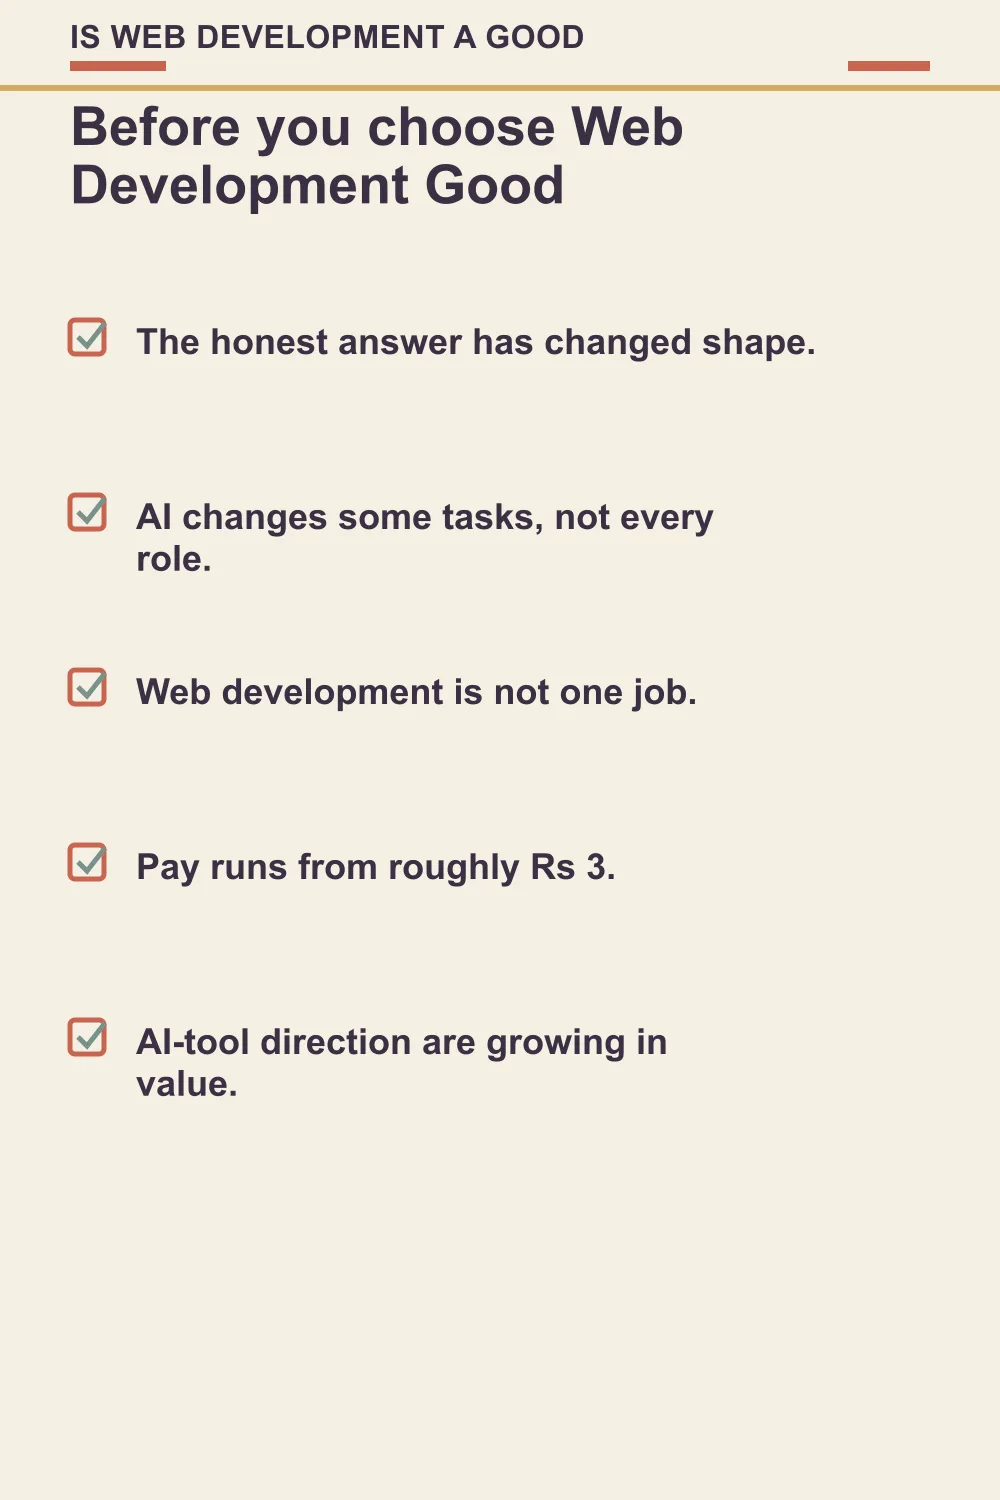 IS WEB DEVELOPMENT A GOOD
Before you choose Web
Development Good
The honest answer has changed shape.
AI changes some tasks, not every
role.
Web development is not one job.
Pay runs from roughly Rs 3.
AI-tool direction are growing in
value.